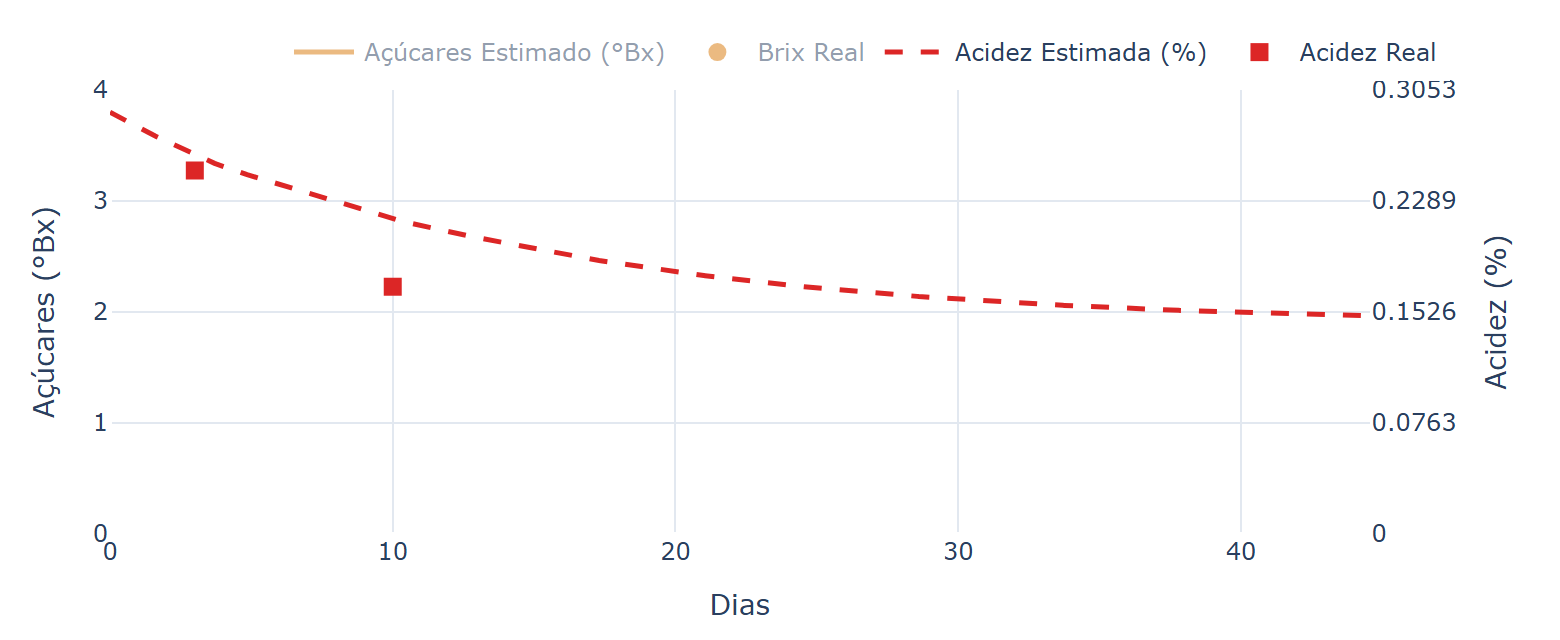 Açúcares Estimado (°Bx) Brix Real Acidez Estimada (%) Acidez Real
4 0.3053
3 0.2289
2 0.1526
1 0.0763
0 0
0 10 20 30 40
Dias
Açúcares (°Bx)
Acidez (%)